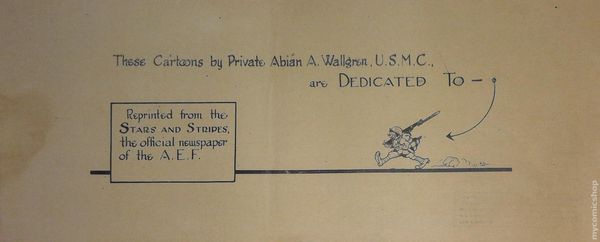 These Cartoons by Private Abian A. Wallgren, U.S.M.C.,
are DEDICATED TO —
Reprinted from the
STARS AND STRIPES,
the official newspaper
of the A.E.F.
mycomicshop